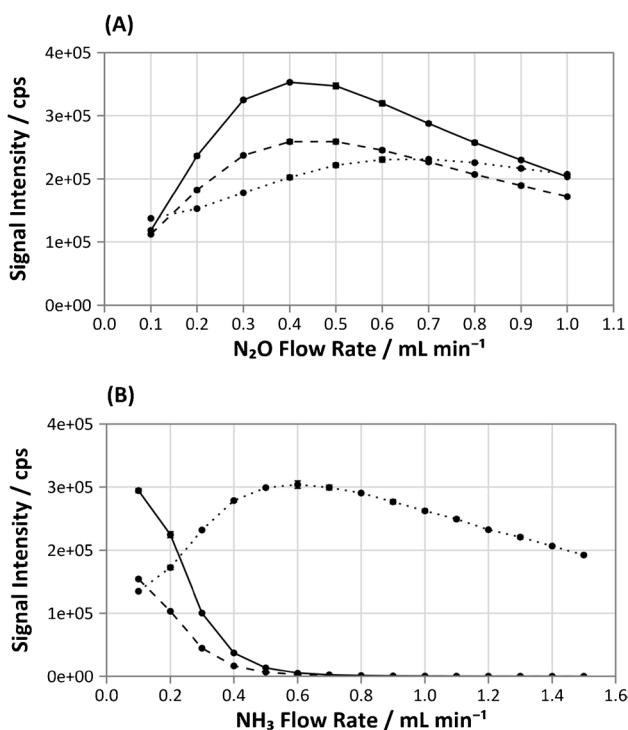 (A)
Signal Intensity / cps
4e+05
3e+05
2e+05
1e+05
0e+00
0.0 0.1 0.2 0.3 0.4 0.5 0.6 0.7 0.8 0.9 1.0 1.1
N₂O Flow Rate / mL min⁻¹
(B)
Signal Intensity / cps
4e+05
3e+05
2e+05
1e+05
0e+00
0.0 0.2 0.4 0.6 0.8 1.0 1.2 1.4 1.6
NH₃ Flow Rate / mL min⁻¹